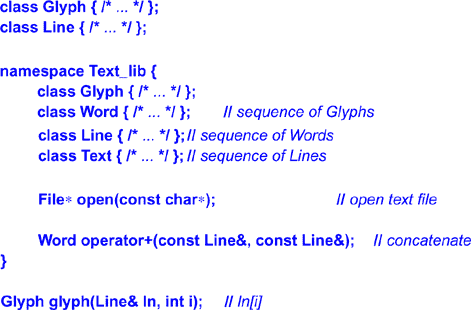 class Glyph { /* ... */ };
class Line { /* ... */ };
namespace Text_lib {
class Glyph { /* ... */ };
class Word { /* ... */ }; // sequence of Glyphs
class Line { /* ... */ }; // sequence of Words
class Text { /* ... */ }; // sequence of Lines
File* open(const char*); // open text file
Word operator+(const Line&, const Line&); // concatenate
}
Glyph glyph(Line& ln, int i); // ln[i]